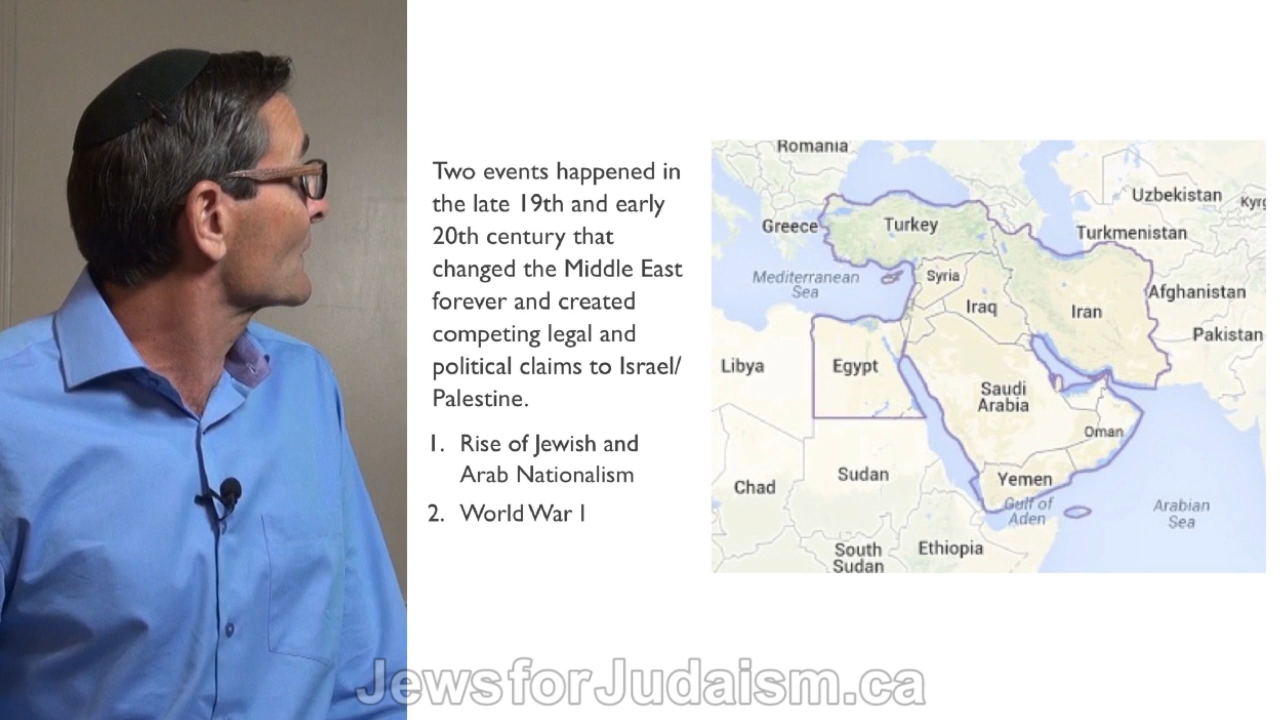 Two events happened in
the late 19th and early
20th century that
changed the Middle East
forever and created
competing legal and
political claims to Israel/
Palestine.
1. Rise of Jewish and
Arab Nationalism
2. World War I
Romania
Uzbekistan
Kyrg
Greece
Turkey
Turkmenistan
Mediterranean
Sea
Syria
Iraq
Iran
Afghanistan
Pakistan
Libya
Egypt
Saudi
Arabia
Oman
Chad
Sudan
Yemen
Gulf of
Aden
Arabian
Sea
South
Sudan
Ethiopia
JewsforJudaism.ca